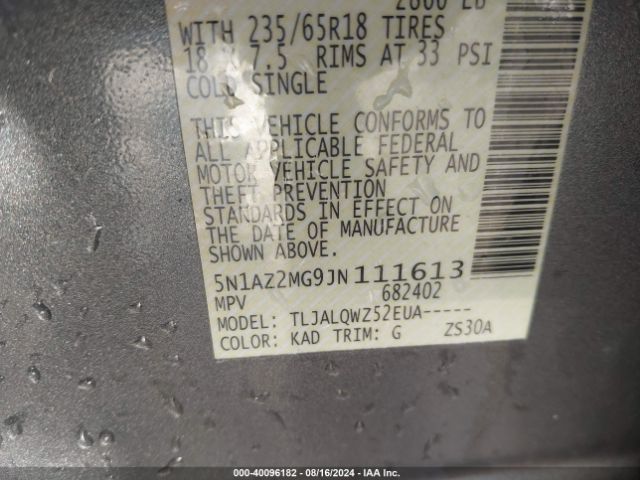 2800 LB
WITH 235/65R18 TIRES
18 X 7.5 RIMS AT 33 PSI
COLD SINGLE
THIS VEHICLE CONFORMS TO
ALL APPLICABLE FEDERAL
MOTOR VEHICLE SAFETY AND
THEFT PREVENTION
STANDARDS IN EFFECT ON
THE DATE OF MANUFACTURE
SHOWN ABOVE.
5N1AZ2MG9JN111613
MPV 682402
MODEL: TLJALQWZ52EUA-----
COLOR: KAD TRIM: G ZS30A
000-40096182 - 08/16/2024 - IAA Inc.